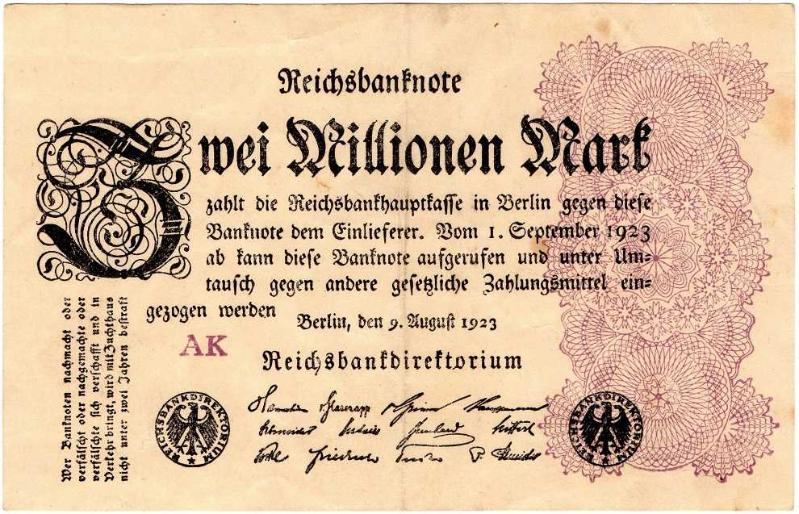 Reichsbanknote
Zwei Millionen Mark
zahlt die Reichsbankhauptkasse in Berlin gegen diese
Banknote dem Einlieferer. Vom 1. September 1923
ab kann diese Banknote aufgerufen und unter Um=
tausch gegen andere gesetzliche Zahlungsmittel ein=
gezogen werden
Berlin, den 9. August 1923
AK
Reichsbankdirektorium
Wer Banknoten nachmacht oder
verfälscht oder nachgemachte oder
verfälschte sich verschafft und in
Verkehr bringt, wird mit Zuchthaus
nicht unter zwei Jahren bestraft
REICHSBANKDIREKTORIUM
REICHSBANKDIREKTORIUM